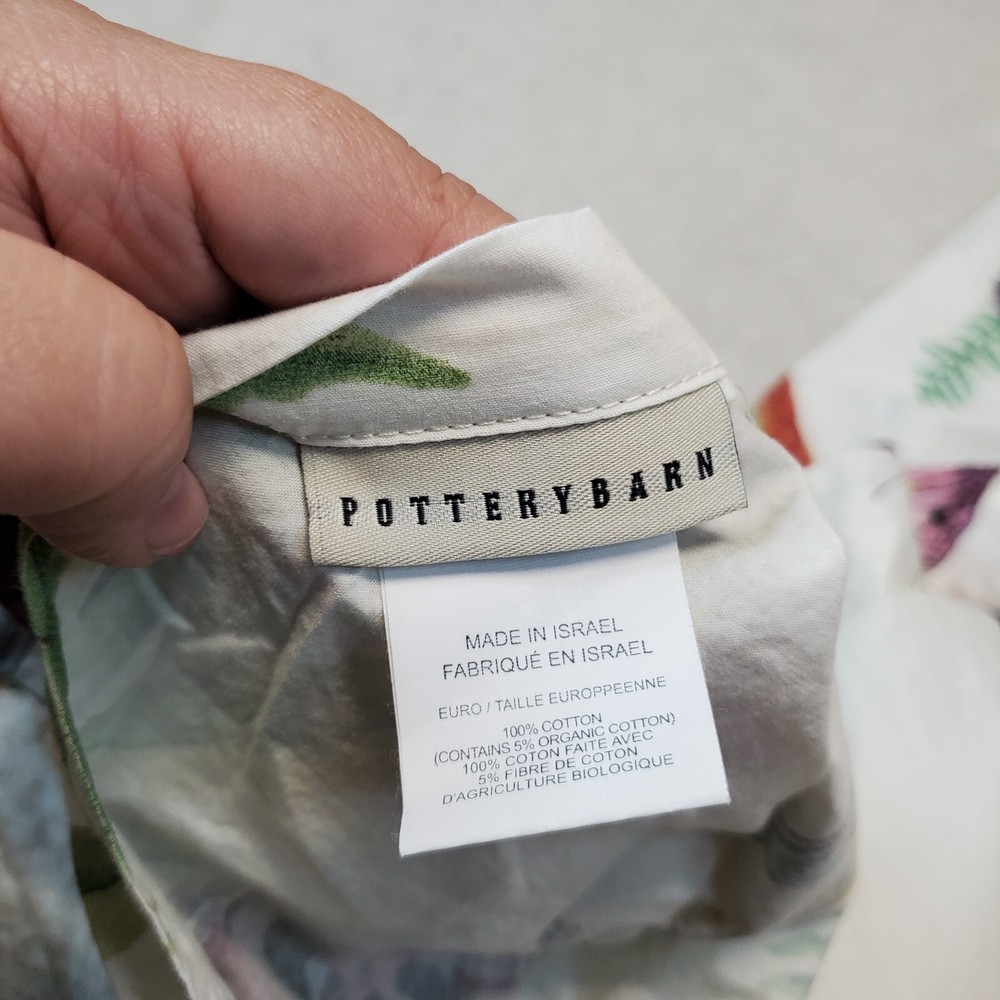 POTTERYBARN
MADE IN ISRAEL
FABRIQUÉ EN ISRAEL
EURO / TAILLE EUROPPEENNE
100% COTTON
(CONTAINS 5% ORGANIC COTTON)
100% COTON FAITE AVEC
5% FIBRE DE COTON
D'AGRICULTURE BIOLOGIQUE